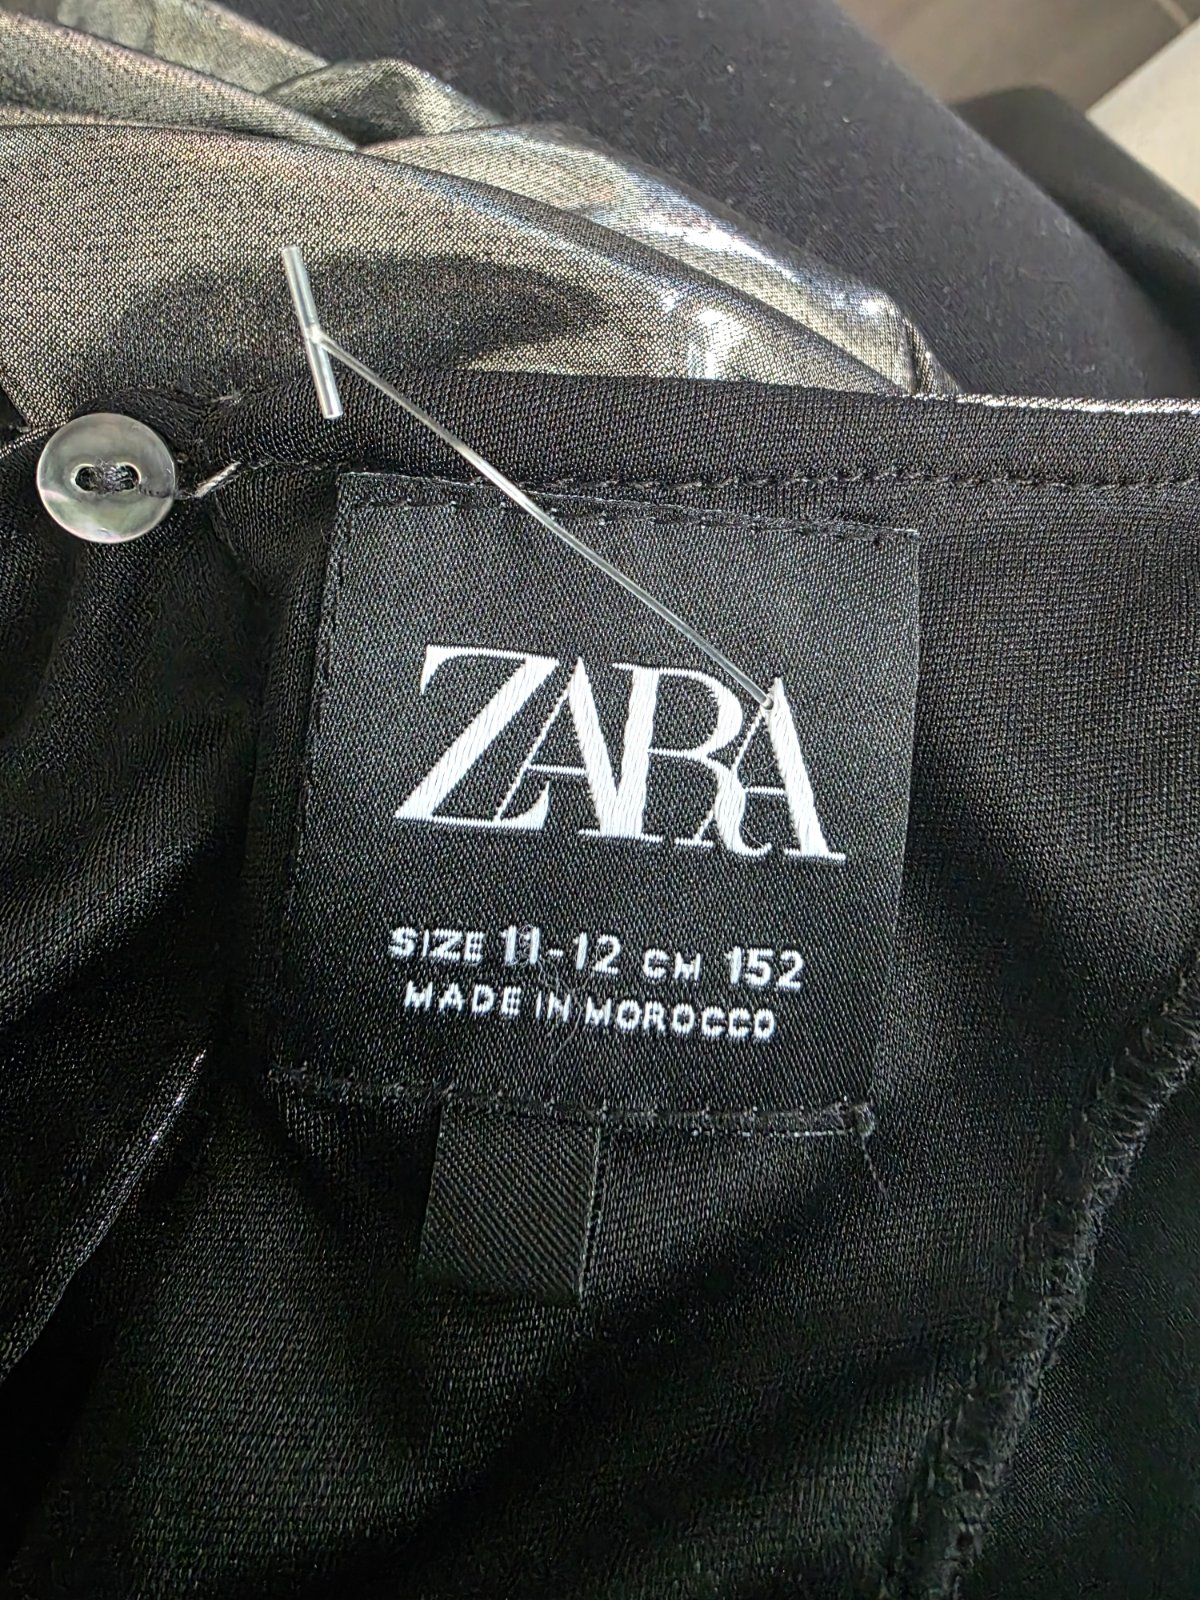 ZARA
SIZE 11-12 CM 152
MADE IN MOROCCO